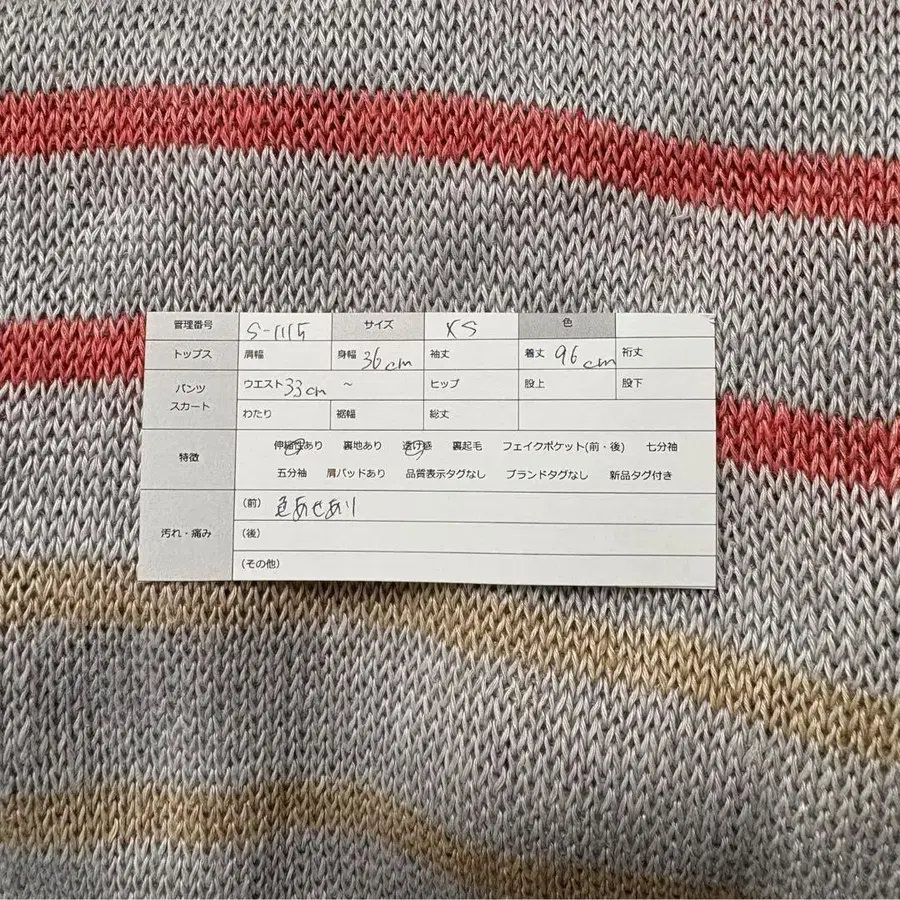 管理番号 S-1115 サイズ XS 色
トップス 肩幅 身幅 36cm 袖丈 着丈 96cm 裄丈
パンツ スカート ウエスト 33cm ～ ヒップ 股上 股下
わたり 裾幅 総丈
特徴 伸縮性あり 裏地あり 透け感 裏起毛 フェイクポケット(前・後) 七分袖
五分袖 肩パッドあり 品質表示タグなし ブランドタグなし 新品タグ付き
汚れ・痛み (前) 色あせあり
(後)
(その他)